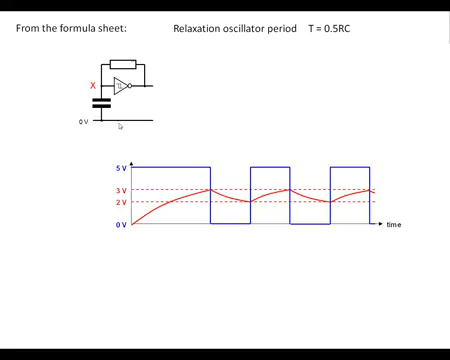 From the formula sheet: Relaxation oscillator period T = 0.5RC
X
0 V
5 V
3 V
2 V
0 V
time